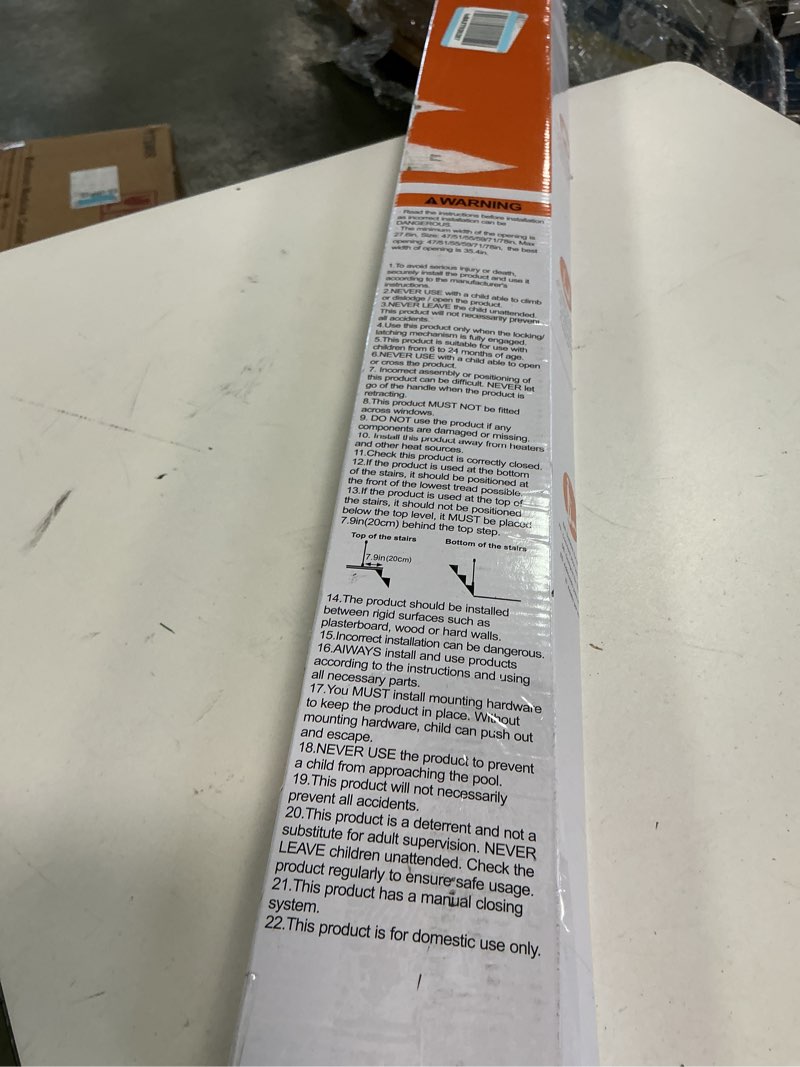 WARNING
Read the instructions before installation
as incorrect installation can be
DANGEROUS.
The minimum width of the opening is
27.6in, Size: 47/51/55/59/71/78in, Max
opening: 47/51/55/59/71/78in, the best
width of opening is 35.4in.
1.To avoid serious injury or death,
securely install the product and use it
according to the manufacturer's
instructions.
2.NEVER USE with a child able to climb
or dislodge / open the product.
3.NEVER LEAVE the child unattended.
This product will not necessarily prevent
all accidents.
4.Use this product only when the locking/
latching mechanism is fully engaged.
5.This product is suitable for use with
children from 6 to 24 months of age.
6.NEVER USE with a child able to open
or cross the product.
7. Incorrect assembly or positioning of
this product can be difficult. NEVER let
go of the handle when the product is
retracting.
8.This product MUST NOT be fitted
across windows.
9. DO NOT use the product if any
components are damaged or missing.
10. Install this product away from heaters
and other heat sources.
11.Check this product is correctly closed.
12.If the product is used at the bottom
of the stairs, it should be positioned at
the front of the lowest tread possible.
13.If the product is used at the top of
the stairs, it should not be positioned
below the top level, it MUST be placed
7.9in(20cm) behind the top step.
Top of the stairs
Bottom of the stairs
7.9in(20cm)
14.The product should be installed
between rigid surfaces such as
plasterboard, wood or hard walls.
15.Incorrect installation can be dangerous.
16.AlWAYS install and use products
according to the instructions and using
all necessary parts.
17.You MUST install mounting hardware
to keep the product in place. Without
mounting hardware, child can push out
and escape.
18.NEVER USE the product to prevent
a child from approaching the pool.
19.This product will not necessarily
prevent all accidents.
20.This product is a deterrent and not a
substitute for adult supervision. NEVER
LEAVE children unattended. Check the
product regularly to ensure safe usage.
21.This product has a manual closing
system.
22.This product is for domestic use only.